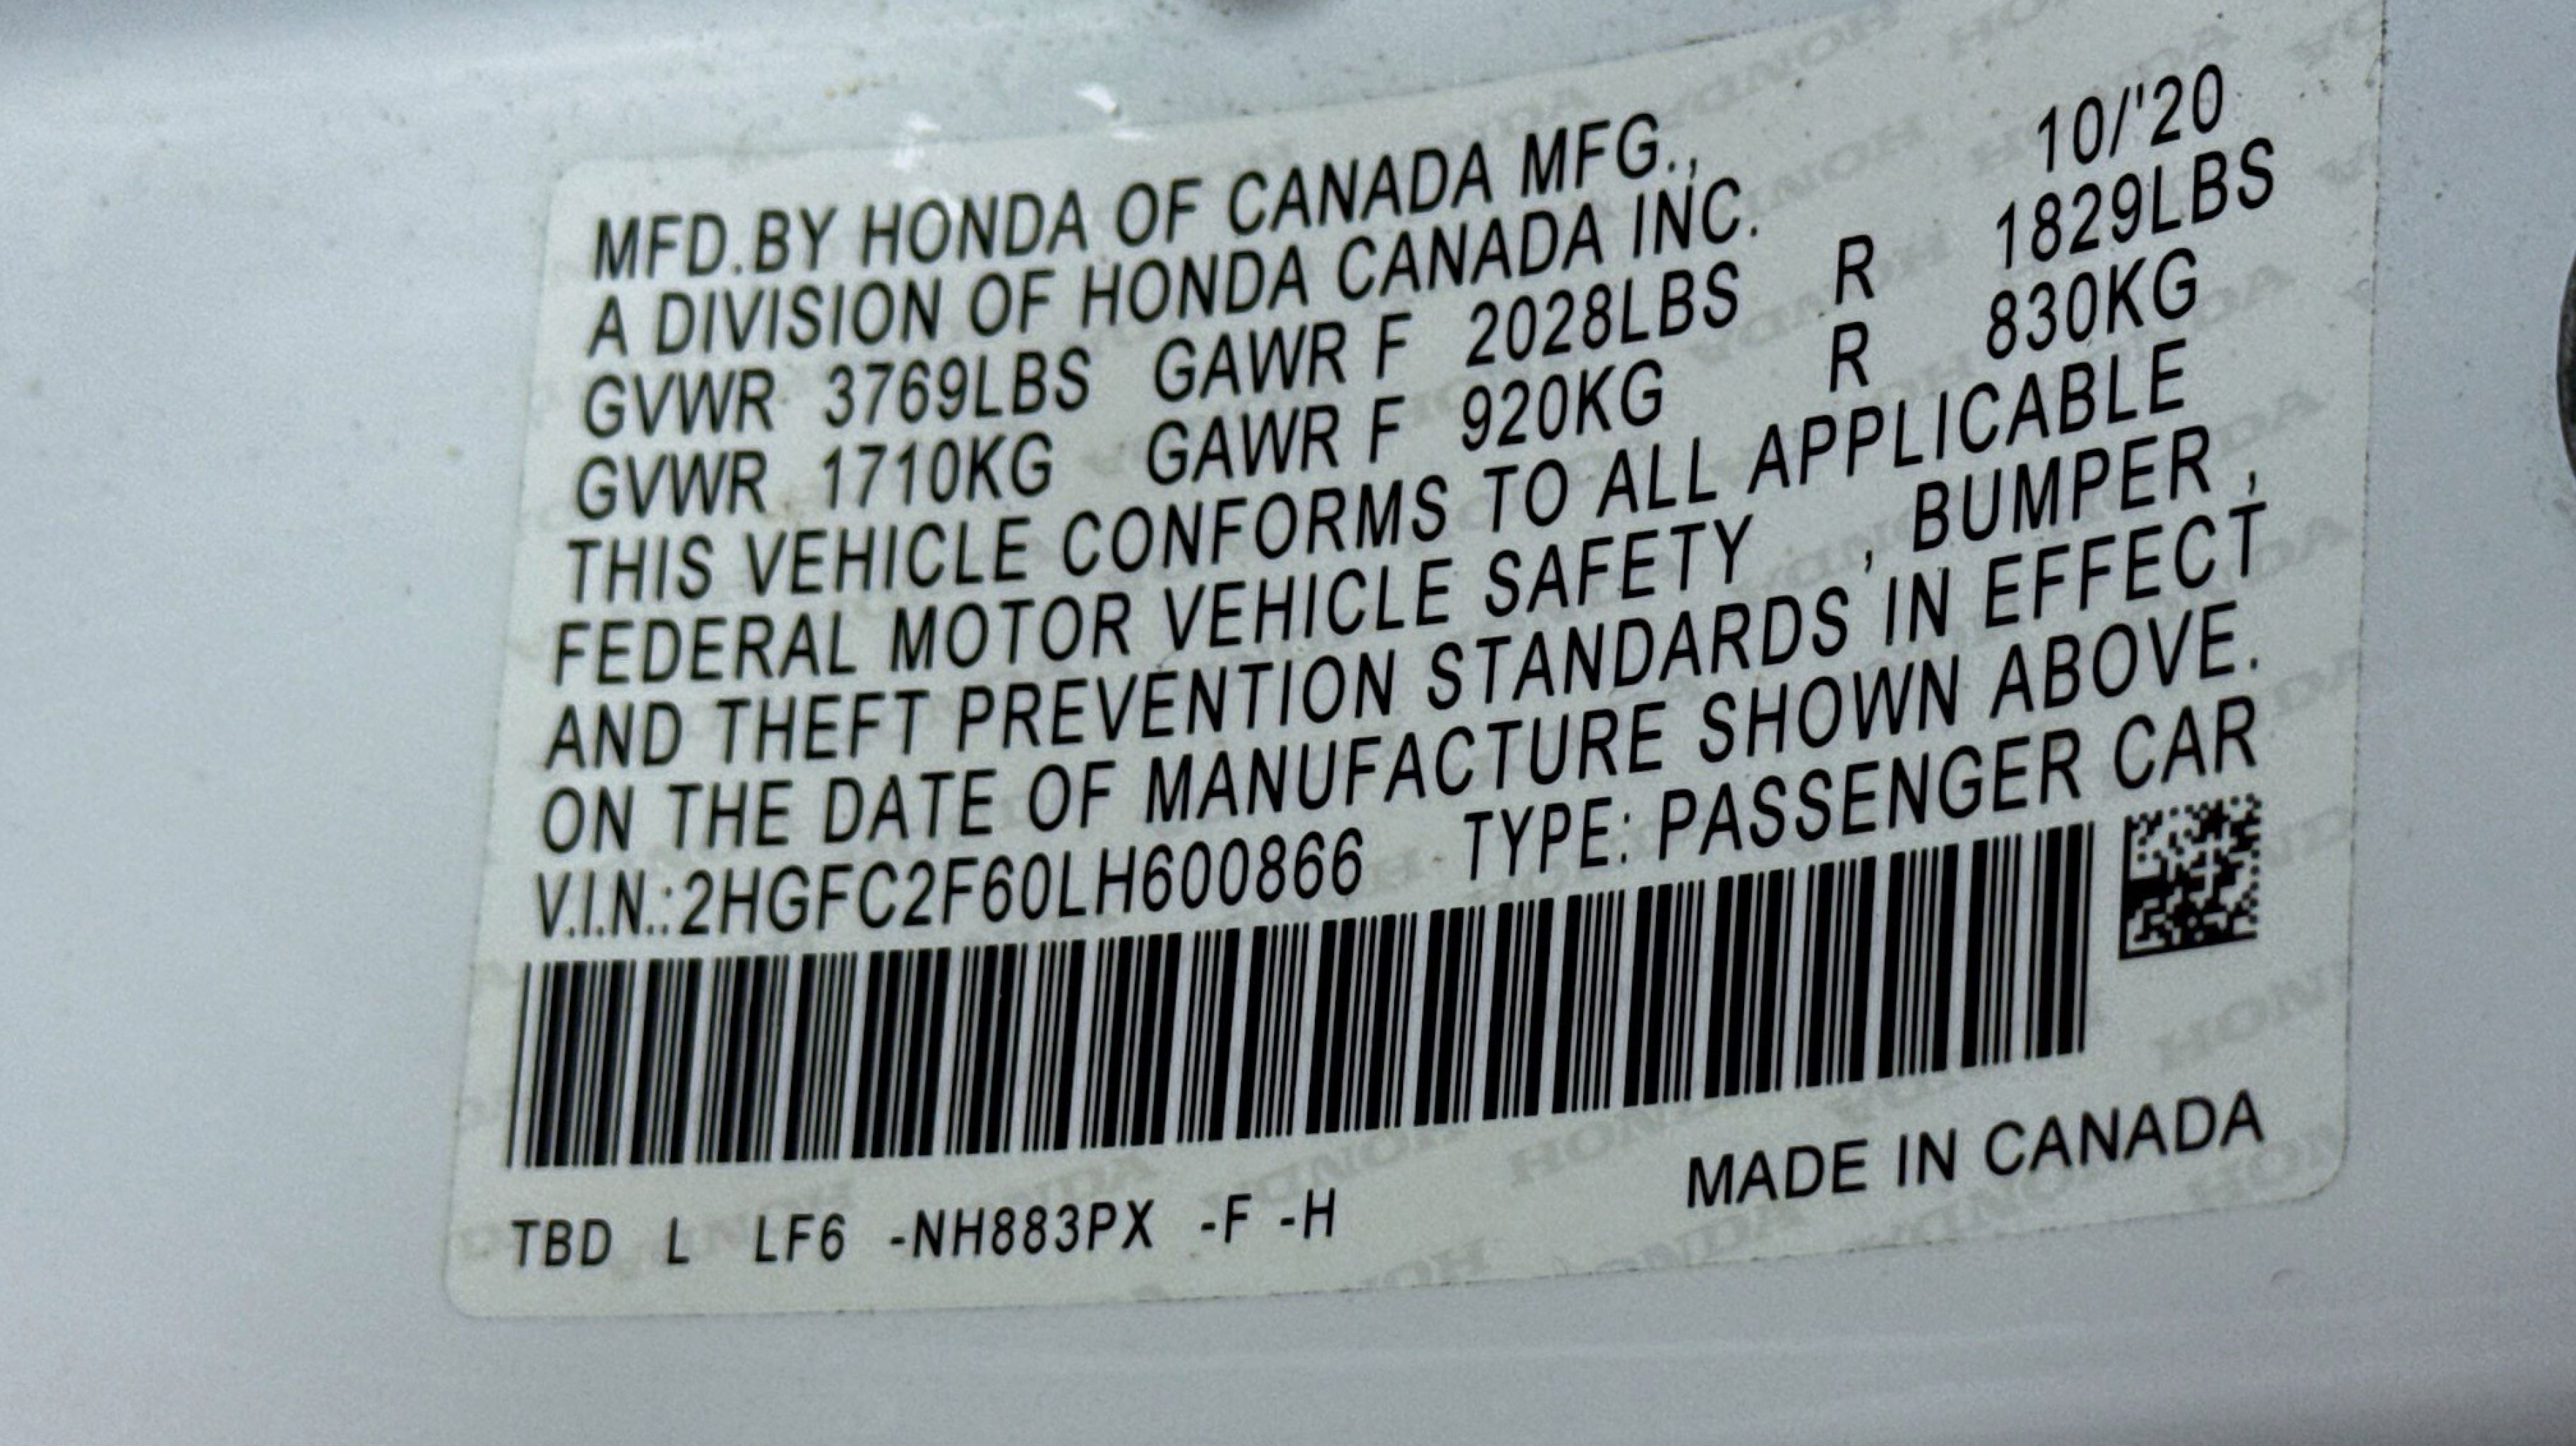 10/'20
MFD.BY HONDA OF CANADA MFG.,
A DIVISION OF HONDA CANADA INC.
GVWR 3769LBS GAWR F 2028LBS R 1829LBS
GVWR 1710KG GAWR F 920KG R 830KG
THIS VEHICLE CONFORMS TO ALL APPLICABLE
FEDERAL MOTOR VEHICLE SAFETY , BUMPER ,
AND THEFT PREVENTION STANDARDS IN EFFECT
ON THE DATE OF MANUFACTURE SHOWN ABOVE.
V.I.N.:2HGFC2F60LH600866 TYPE: PASSENGER CAR
TBD L LF6 -NH883PX -F -H MADE IN CANADA